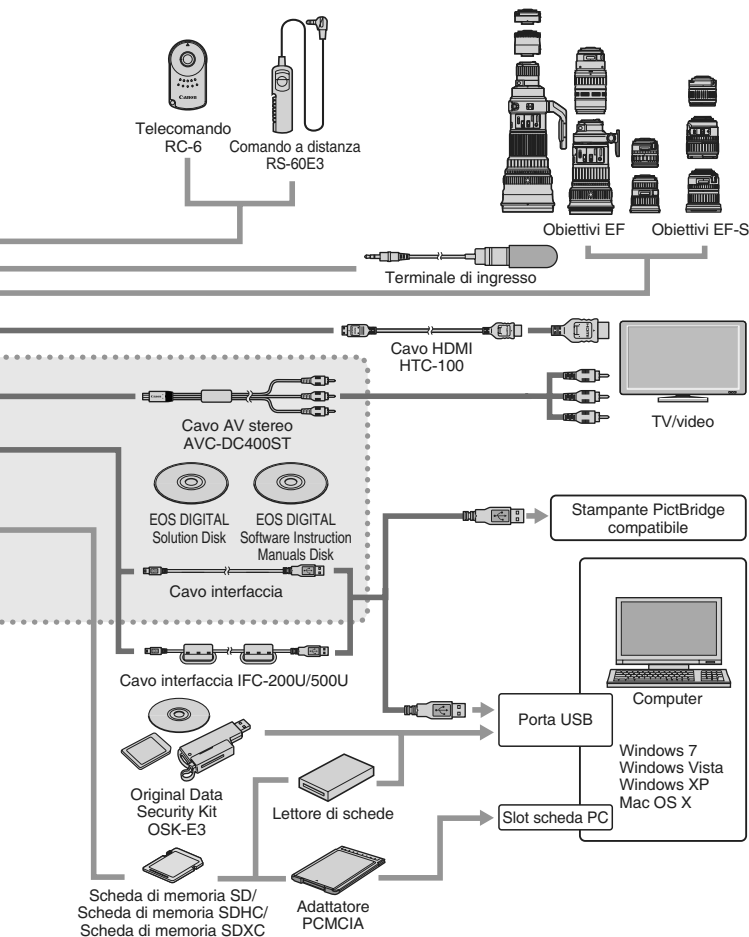 Canon
Telecomando
RC-6
Comando a distanza
RS-60E3
Obiettivi EF
Obiettivi EF-S
Terminale di ingresso
Cavo HDMI
HTC-100
TV/video
Cavo AV stereo
AVC-DC400ST
EOS DIGITAL
Solution Disk
EOS DIGITAL
Software Instruction
Manuals Disk
Stampante PictBridge
compatibile
Cavo interfaccia
Cavo interfaccia IFC-200U/500U
Computer
Porta USB
Windows 7
Windows Vista
Windows XP
Mac OS X
Original Data
Security Kit
OSK-E3
Lettore di schede
Slot scheda PC
Scheda di memoria SD/
Scheda di memoria SDHC/
Scheda di memoria SDXC
Adattatore
PCMCIA